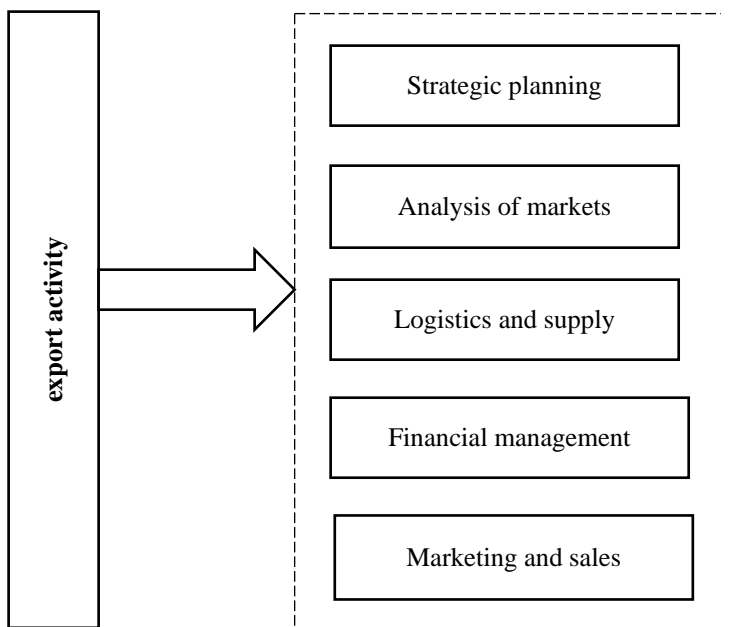 export activity
Strategic planning
Analysis of markets
Logistics and supply
Financial management
Marketing and sales